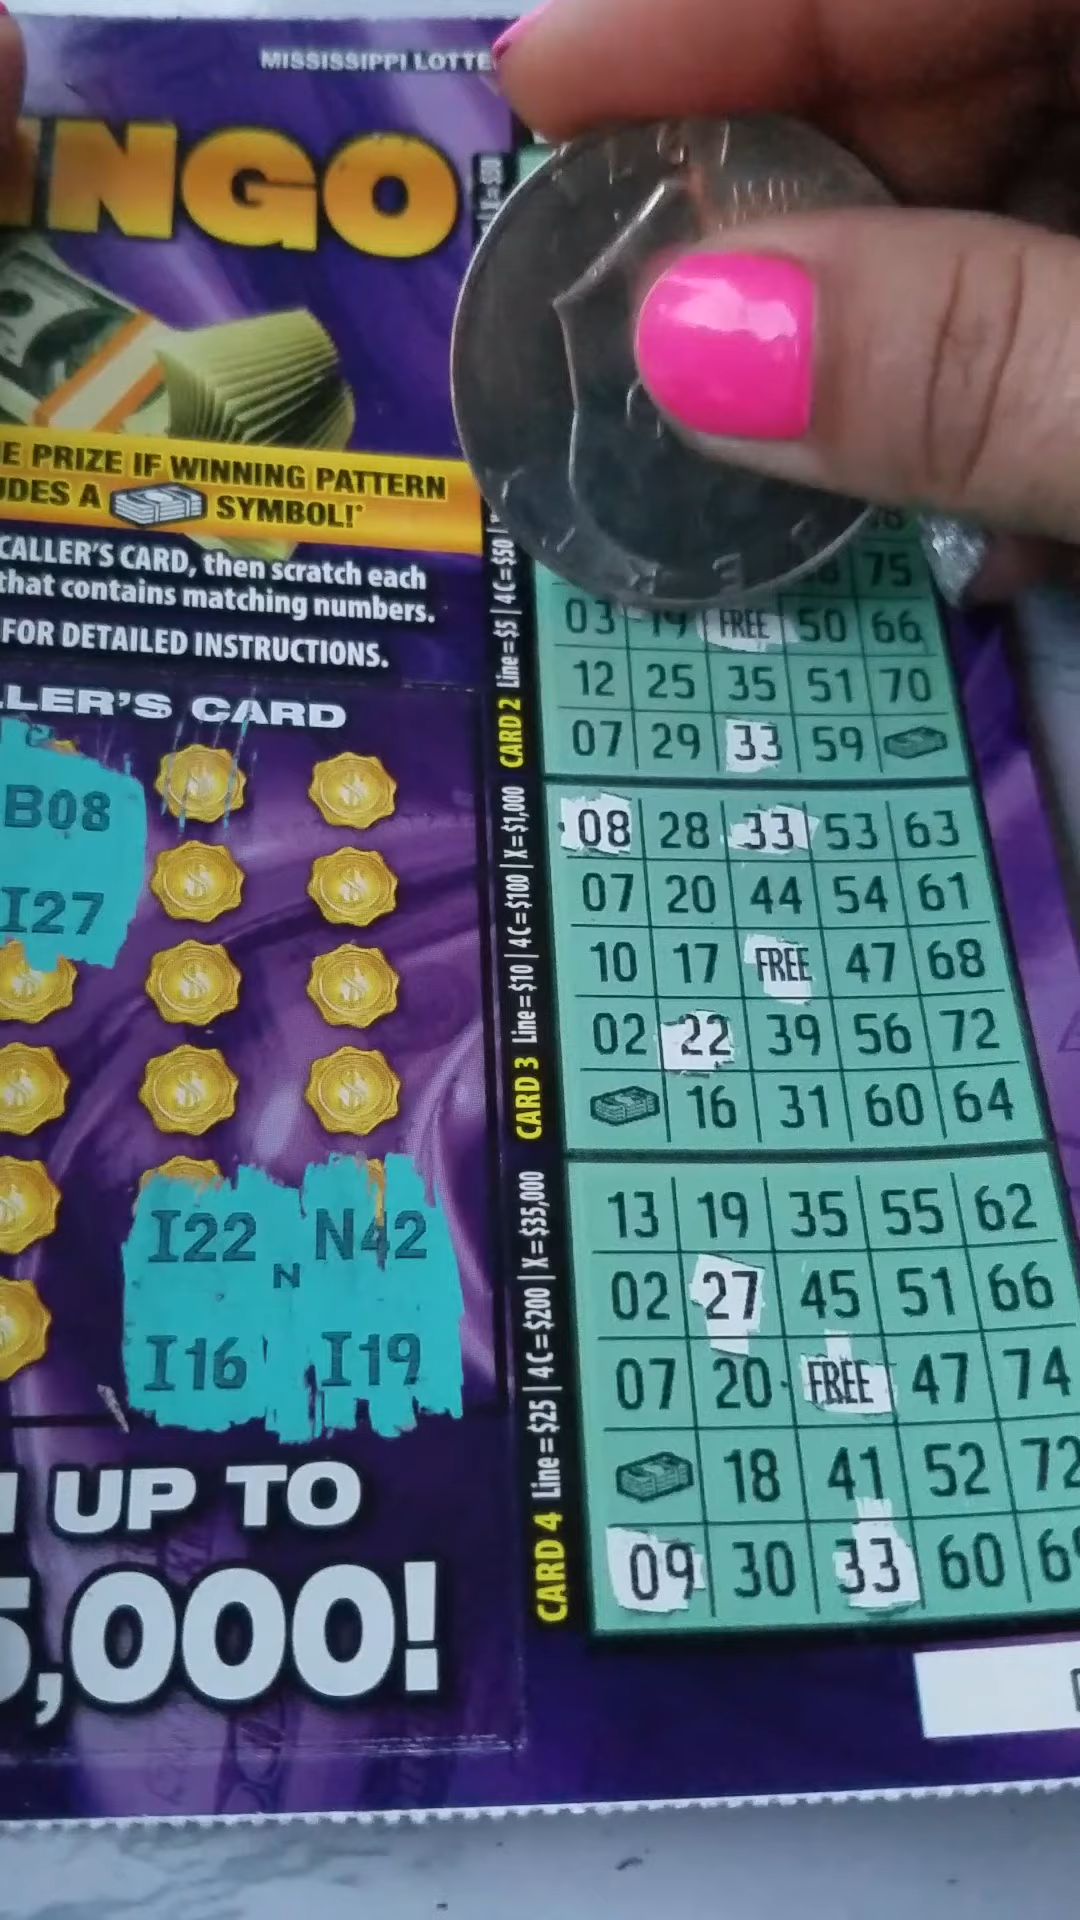 MISSISSIPPI LOTTE
NGO
E PRIZE IF WINNING PATTERN
UDES A SYMBOL!*
CALLER'S CARD, then scratch each
that contains matching numbers.
FOR DETAILED INSTRUCTIONS.
LLER'S CARD
B08
I27
I22 N42
N
I16 I19
UP TO
5,000!
CARD 2 Line = $5 | 4C = $50
75
03 19 FREE 50 66
12 25 35 51 70
07 29 33 59
CARD 3 Line = $10 | 4C = $100 | X = $1,000
08 28 33 53 63
07 20 44 54 61
10 17 FREE 47 68
02 22 39 56 72
16 31 60 64
CARD 4 Line = $25 | 4C = $200 | X = $35,000
13 19 35 55 62
02 27 45 51 66
07 20 FREE 47 74
18 41 52 72
09 30 33 60 6